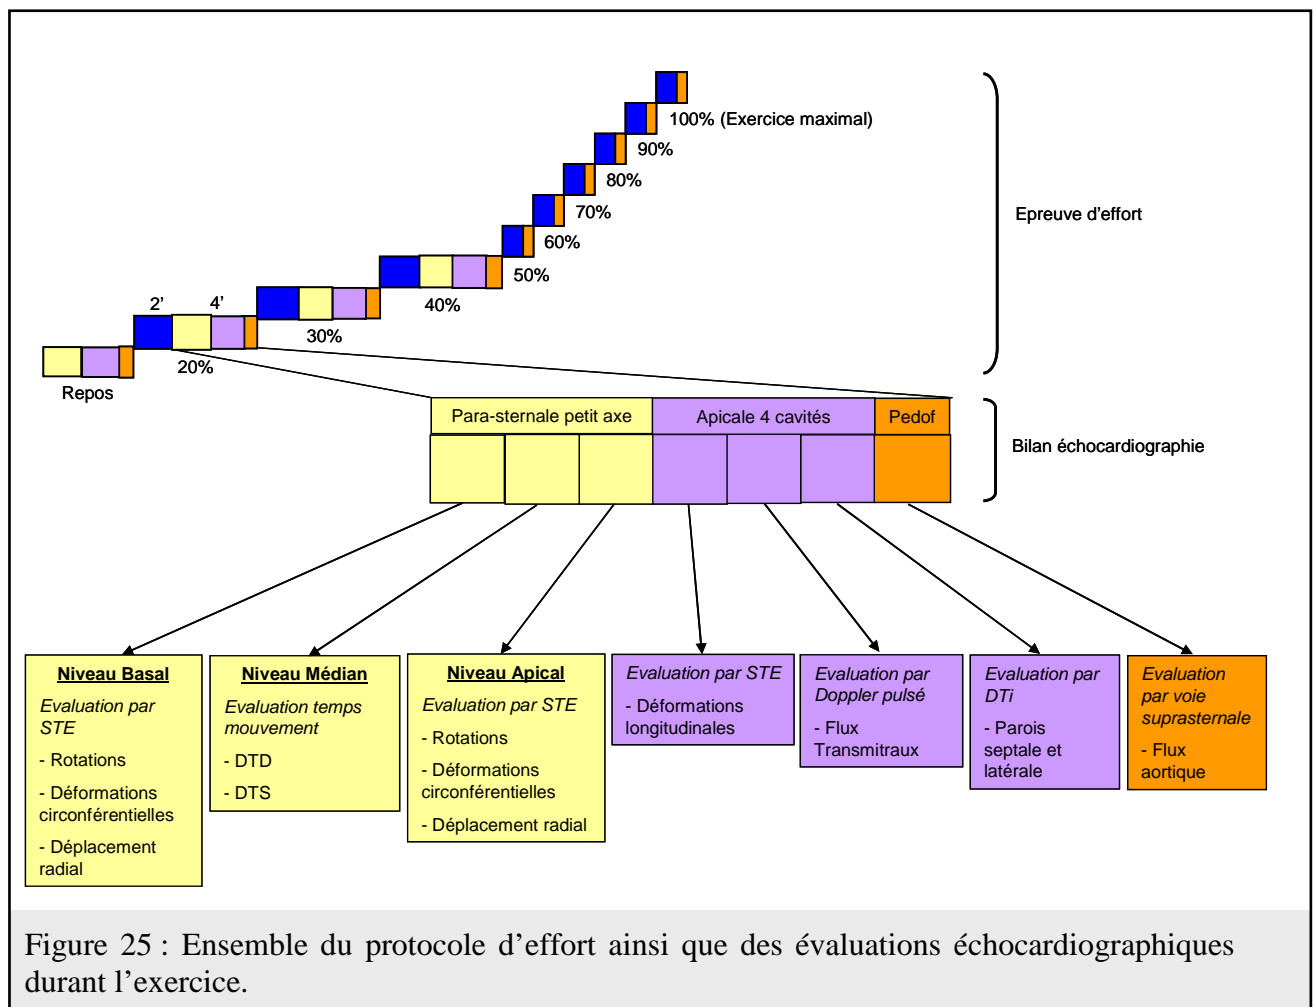 100% (Exercice maximal)
90%
80%
70%
60%
50%
40%
30%
2’ 4’
20%
Repos
Epreuve d’effort
Para-sternale petit axe
Apicale 4 cavités
Pedof
Bilan échocardiographie
Niveau Basal
Evaluation par
STE
- Rotations
- Déformations
circonférentielles
- Déplacement
radial
Niveau Médian
Evaluation temps
mouvement
- DTD
- DTS
Niveau Apical
Evaluation par STE
- Rotations
- Déformations
circonférentielles
- Déplacement radial
Evaluation par STE
- Déformations
longitudinales
Evaluation par
Doppler pulsé
- Flux
Transmitraux
Evaluation par
DTi
- Parois
septale et
latérale
Evaluation
par voie
suprasternale
- Flux
aortique
Figure 25 : Ensemble du protocole d’effort ainsi que des évaluations échocardiographiques
durant l’exercice.